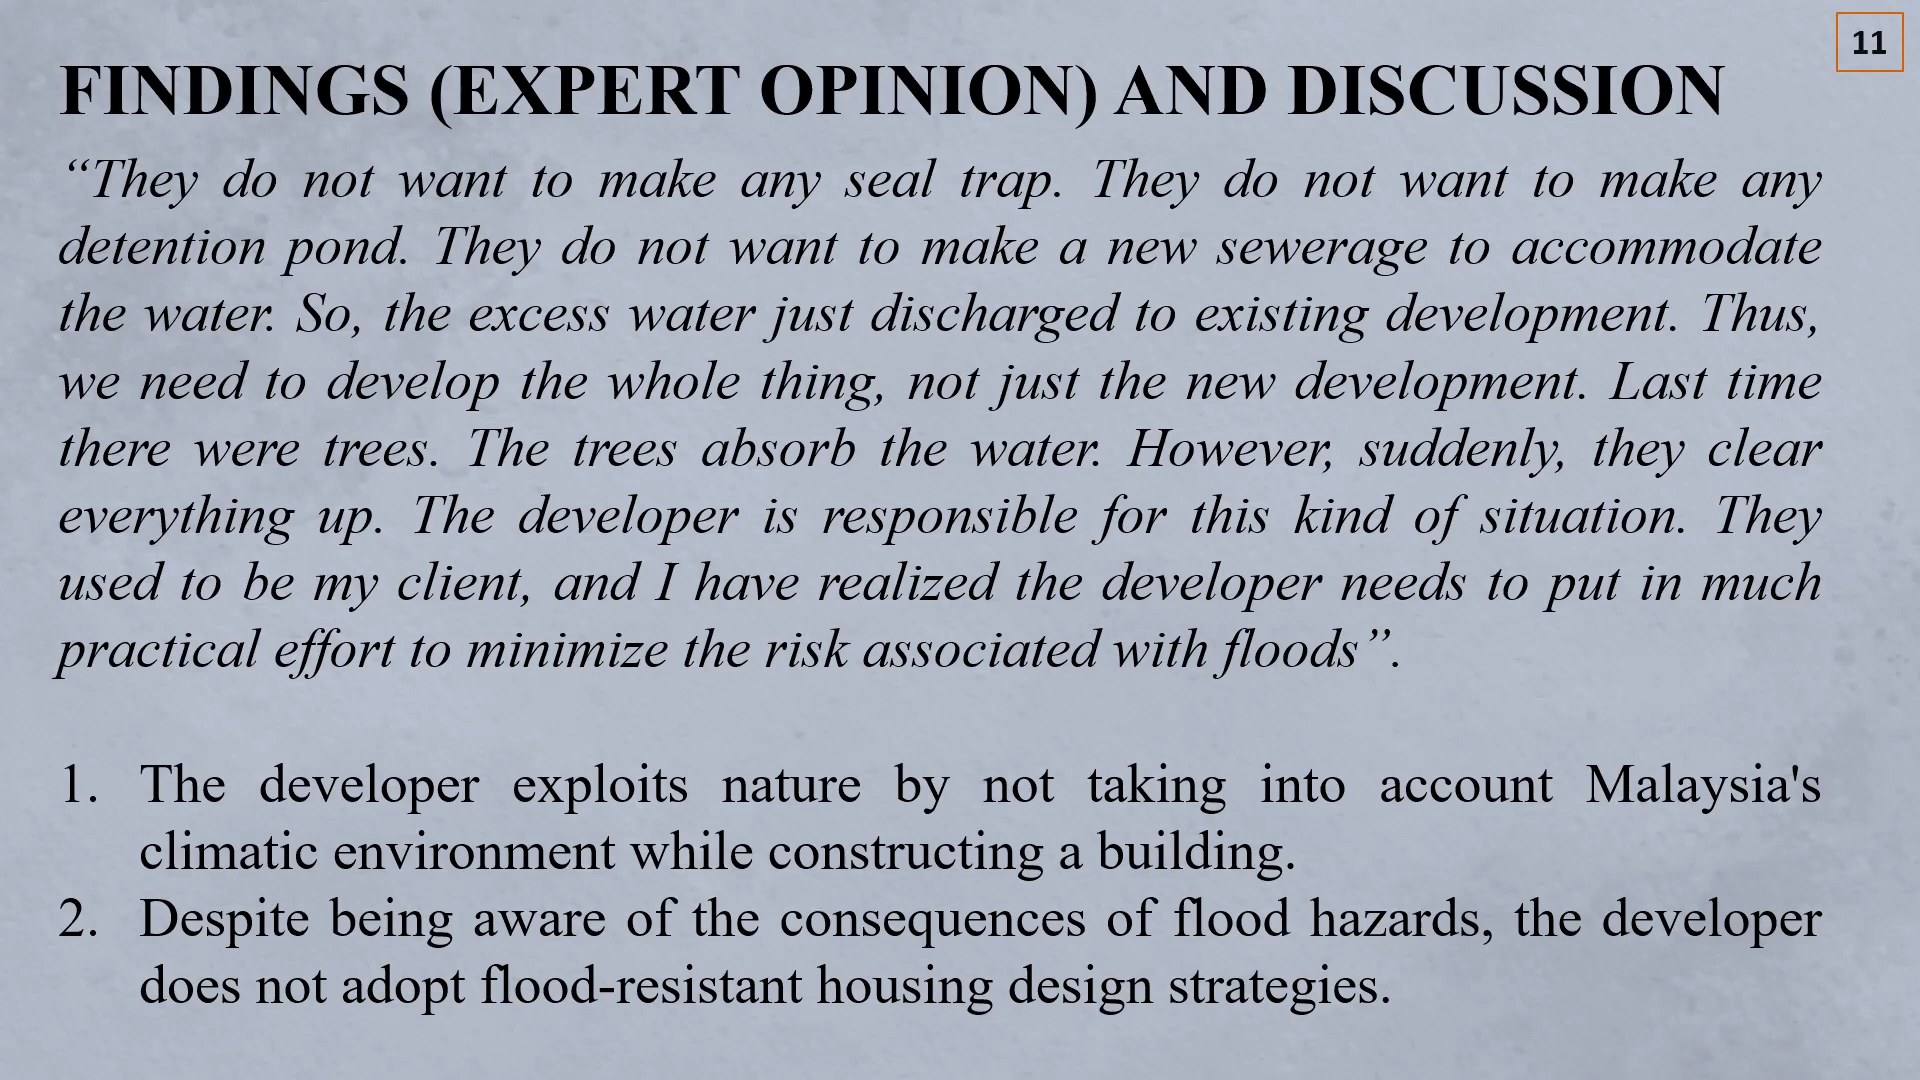 11
FINDINGS (EXPERT OPINION) AND DISCUSSION
“They do not want to make any seal trap. They do not want to make any
detention pond. They do not want to make a new sewerage to accommodate
the water. So, the excess water just discharged to existing development. Thus,
we need to develop the whole thing, not just the new development. Last time
there were trees. The trees absorb the water. However, suddenly, they clear
everything up. The developer is responsible for this kind of situation. They
used to be my client, and I have realized the developer needs to put in much
practical effort to minimize the risk associated with floods”.
1. The developer exploits nature by not taking into account Malaysia's
climatic environment while constructing a building.
2. Despite being aware of the consequences of flood hazards, the developer
does not adopt flood-resistant housing design strategies.